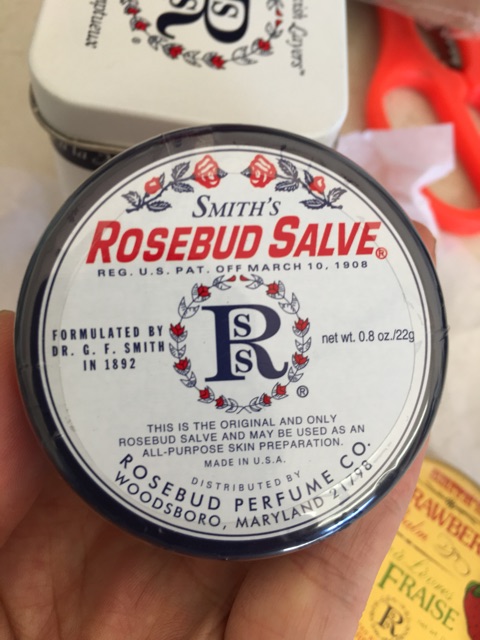 SMITH'S
ROSEBUD SALVE®
REG. U.S. PAT. OFF MARCH 10, 1908
FORMULATED BY
DR. G. F. SMITH
IN 1892
RSS
®
net wt. 0.8 oz./22g
THIS IS THE ORIGINAL AND ONLY
ROSEBUD SALVE AND MAY BE USED AS AN
ALL-PURPOSE SKIN PREPARATION.
MADE IN U.S.A.
DISTRIBUTED BY
ROSEBUD PERFUME CO.
WOODSBORO, MARYLAND 21798
FRAISE